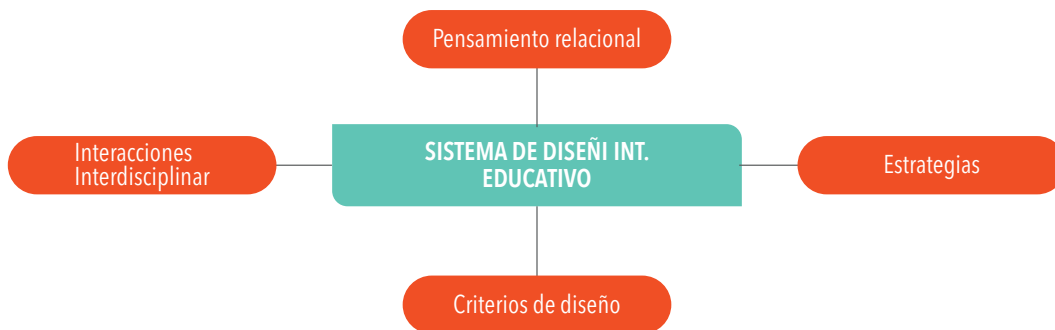 Pensamiento relacional
Interacciones
Interdisciplinar
SISTEMA DE DISEÑI INT.
EDUCATIVO
Estrategias
Criterios de diseño